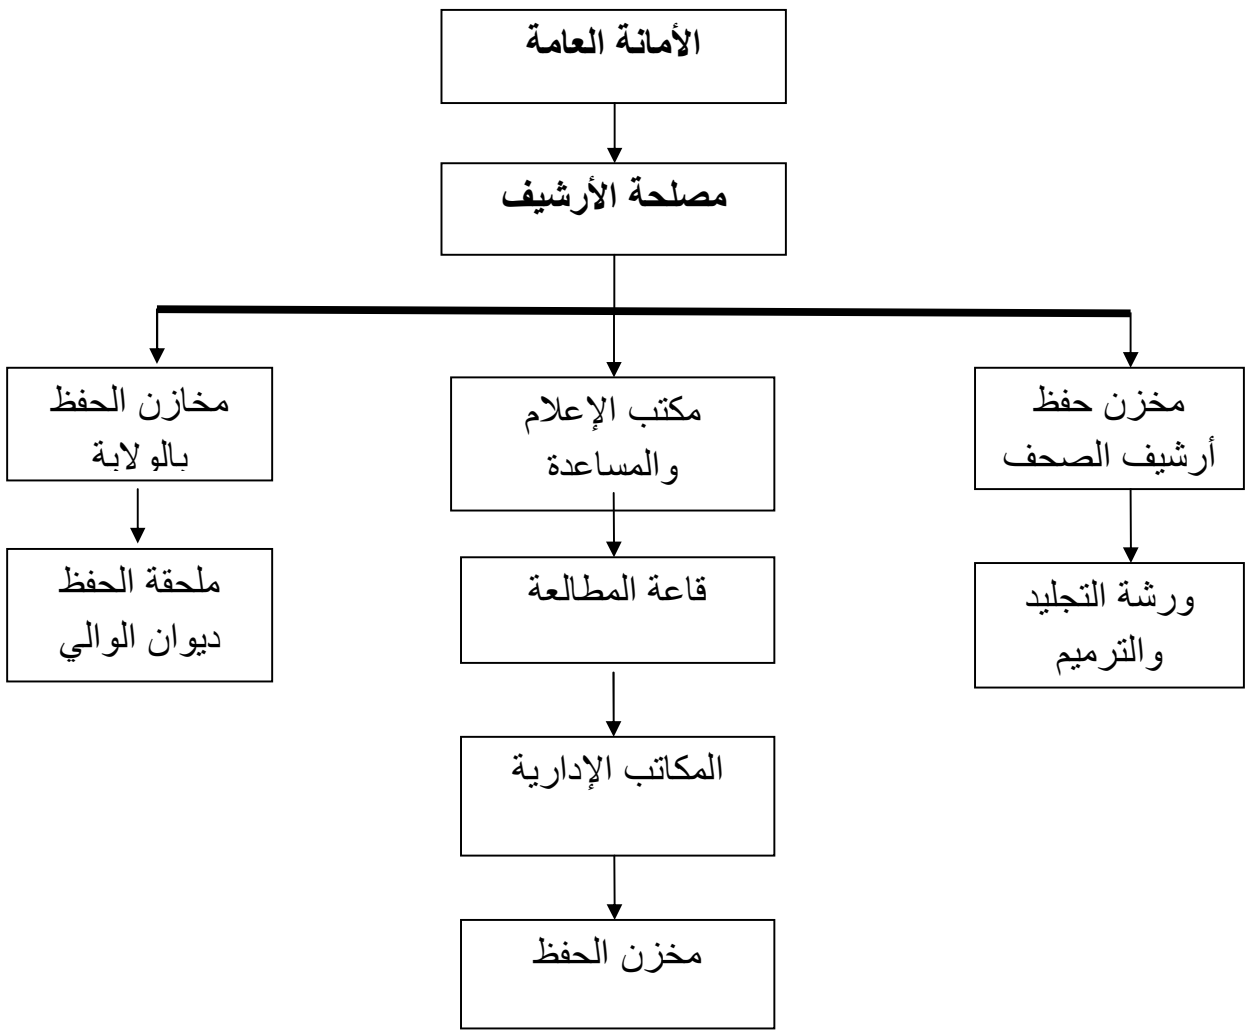 الأمانة العامة
مصلحة الأرشيف
مخزن حفظ
أرشيف الصحف
مكتب الإعلام
والمساعدة
مخازن الحفظ
بالولاية
ورشة التجليد
والترميم
قاعة المطالعة
ملحقة الحفظ
ديوان الوالي
المكاتب الإدارية
مخزن الحفظ